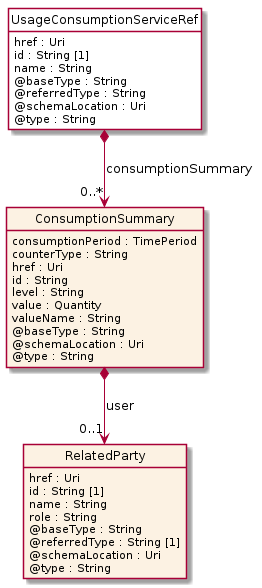 UsageConsumptionServiceRef
href : Uri
id : String [1]
name : String
@baseType : String
@referredType : String
@schemaLocation : Uri
@type : String
consumptionSummary
0..*
ConsumptionSummary
consumptionPeriod : TimePeriod
counterType : String
href : Uri
id : String
level : String
value : Quantity
valueName : String
@baseType : String
@schemaLocation : Uri
@type : String
user
0..1
RelatedParty
href : Uri
id : String [1]
name : String
role : String
@baseType : String
@referredType : String [1]
@schemaLocation : Uri
@type : String